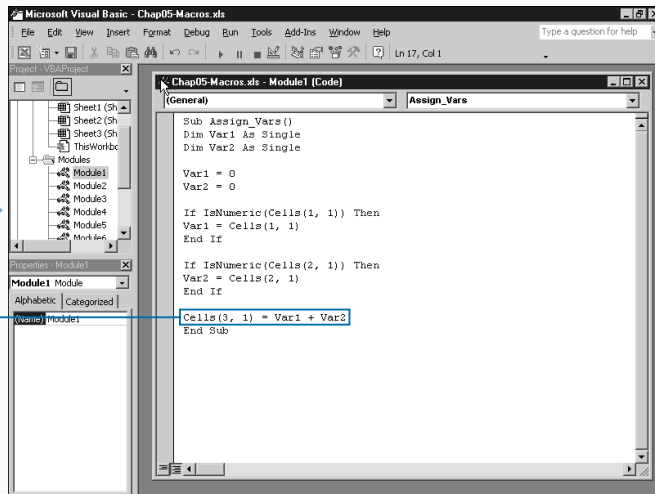 Microsoft Visual Basic - Chap05-Macros.xls
File Edit View Insert Format Debug Run Tools Add-Ins Window Help
Type a question for help
Ln 17, Col 1
Project - VBAProject
Sheet1 (Sh
Sheet2 (Sh
Sheet3 (Sh
ThisWorkbo
Modules
Module1
Module2
Module3
Module4
Module5
Module6
Properties - Module1
Module1 Module
Alphabetic Categorized
(Name) Module1
Chap05-Macros.xls - Module1 (Code)
(General) Assign_Vars
Sub Assign_Vars()
Dim Var1 As Single
Dim Var2 As Single
Var1 = 0
Var2 = 0
If IsNumeric(Cells(1, 1)) Then
Var1 = Cells(1, 1)
End If
If IsNumeric(Cells(2, 1)) Then
Var2 = Cells(2, 1)
End If
Cells(3, 1) = Var1 + Var2
End Sub